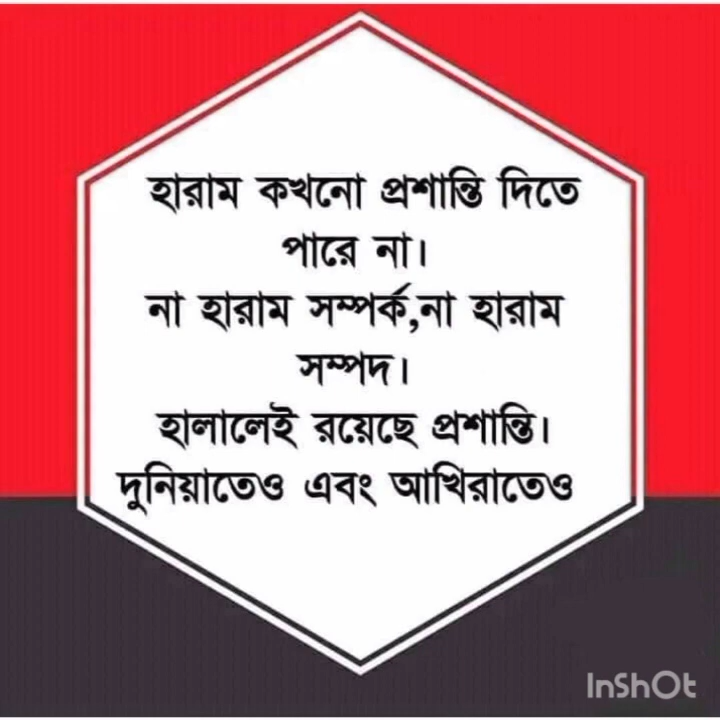 হারাম কখনো প্রশান্তি দিতে
পারে না।
না হারাম সম্পর্ক,না হারাম
সম্পদ।
হালালেই রয়েছে প্রশান্তি।
দুনিয়াতেও এবং আখিরাতেও
InShOt